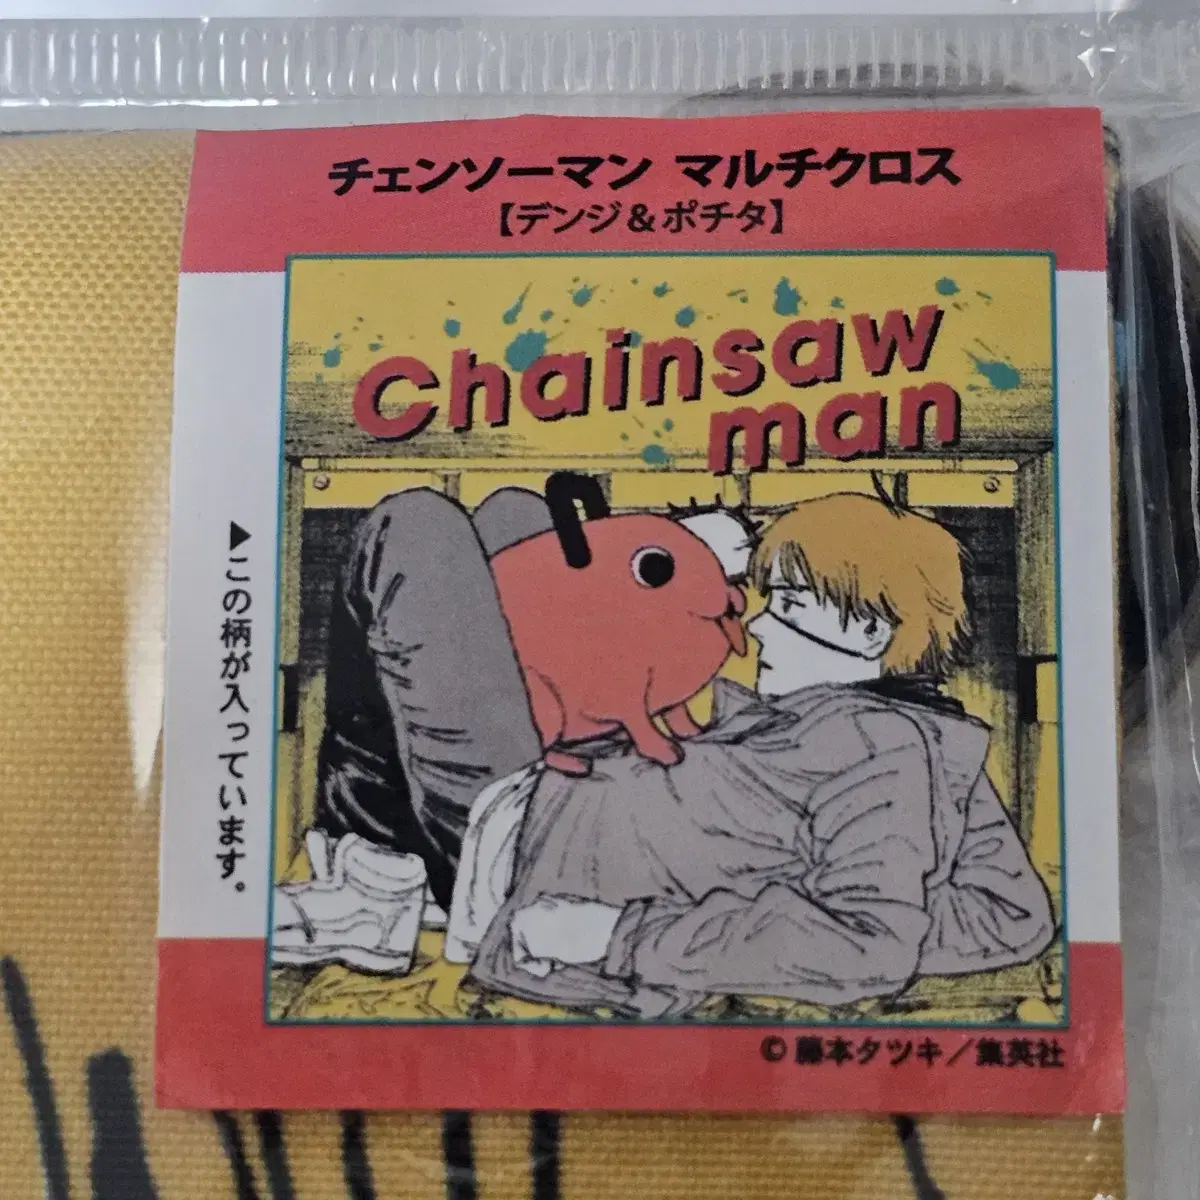 チェンソーマン マルチクロス
【デンジ＆ポチタ】
Chainsaw
man
▶この柄が入っています。
© 藤本タツキ／集英社